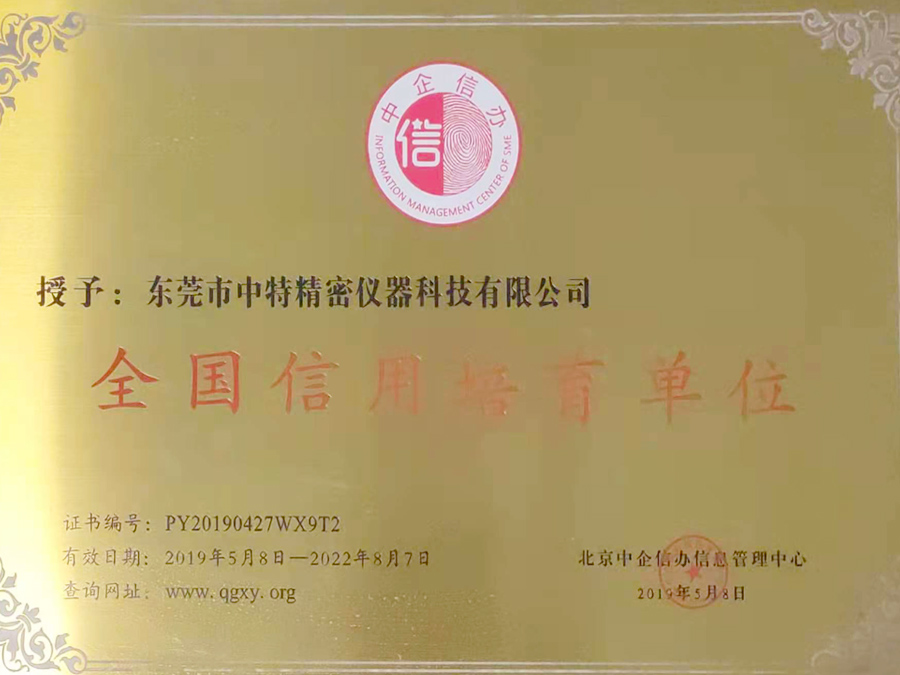 中企信办
信
INFORMATION MANAGEMENT CENTER OF SME
授予：东莞市中特精密仪器科技有限公司
全国信用培育单位
证书编号：PY20190427WX9T2
有效日期：2019年5月8日—2022年8月7日
查询网址：www.qgxy.org
北京中企信办信息管理中心
2019年5月8日